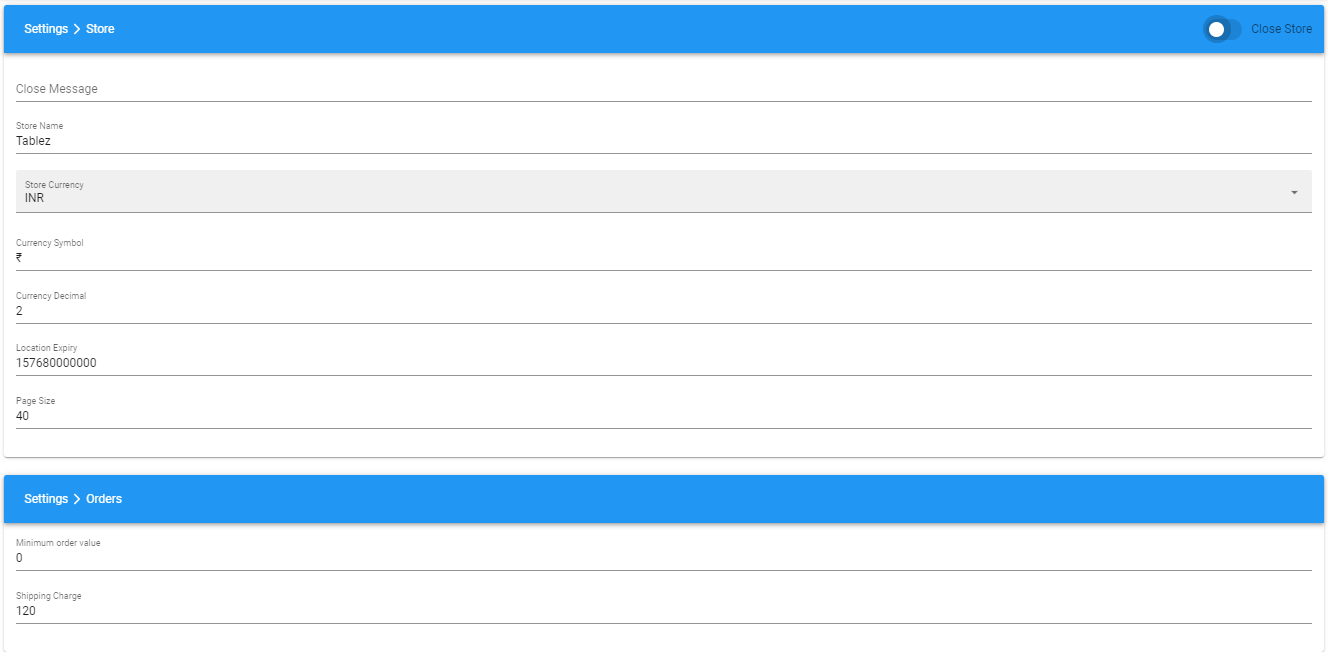 Settings > Store
Close Store
Close Message
Store Name
Tablez
Store Currency
INR
Currency Symbol
₹
Currency Decimal
2
Location Expiry
157680000000
Page Size
40
Settings > Orders
Minimum order value
0
Shipping Charge
120